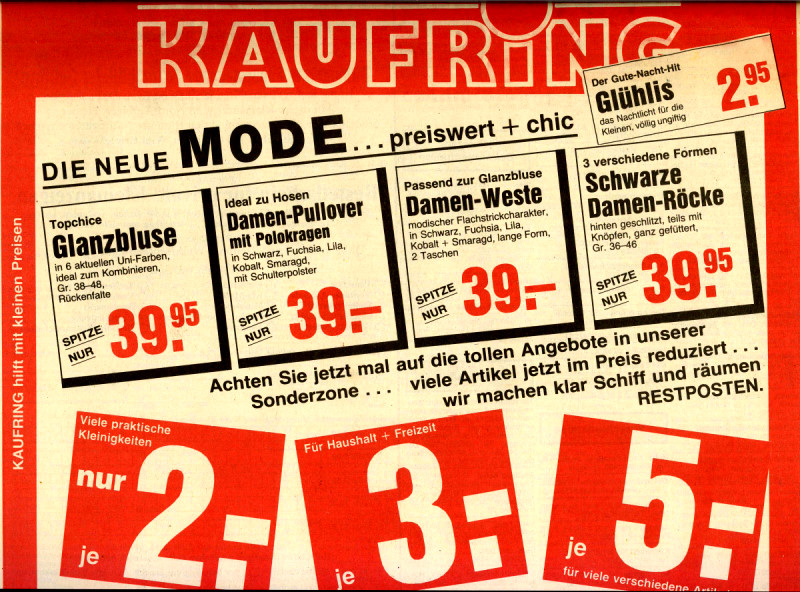 KAUFRING
Der Gute-Nacht-Hit
Glühlis
das Nachtlicht für die
Kleinen, völlig ungiftig
2.95
DIE NEUE MODE...preiswert + chic
Topchice
Glanzbluse
in 6 aktuellen Uni-Farben,
ideal zum Kombinieren,
Gr. 38–48,
Rückenfalte
SPITZE
NUR
39.95
Ideal zu Hosen
Damen-Pullover
mit Polokragen
in Schwarz, Fuchsia, Lila,
Kobalt, Smaragd,
mit Schulterpolster
SPITZE
NUR
39.–
Passend zur Glanzbluse
Damen-Weste
modischer Flachstrickcharakter,
in Schwarz, Fuchsia, Lila,
Kobalt + Smaragd, lange Form,
2 Taschen
SPITZE
NUR
39.–
3 verschiedene Formen
Schwarze
Damen-Röcke
hinten geschlitzt, teils mit
Knöpfen, ganz gefüttert,
Gr. 36–46
SPITZE
NUR
39.95
KAUFRING hilft mit kleinen Preisen
Achten Sie jetzt mal auf die tollen Angebote in unserer
Sonderzone ... viele Artikel jetzt im Preis reduziert ...
wir machen klar Schiff und räumen
RESTPOSTEN.
Viele praktische
Kleinigkeiten
nur
2.–
je
Für Haushalt + Freizeit
3.–
je
5.–
je
für viele verschiedene